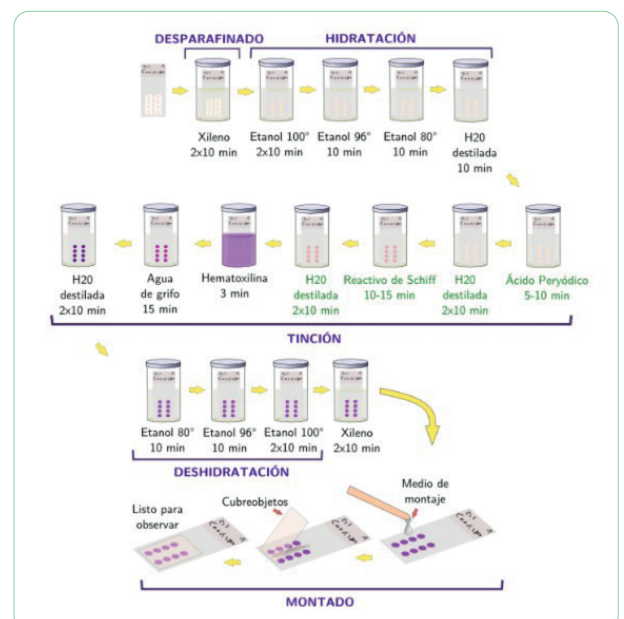 DESPARAFINADO
HIDRATACIÓN
Xileno
2x10 min
Etanol 100°
2x10 min
Etanol 96°
10 min
Etanol 80°
10 min
H20
destilada
10 min
H20
destilada
2x10 min
Agua
de grifo
15 min
Hematoxilina
3 min
H20
destilada
2x10 min
Reactivo de Schiff
10-15 min
H20
destilada
2x10 min
Ácido Peryódico
5-10 min
TINCIÓN
Etanol 80°
10 min
Etanol 96°
10 min
Etanol 100°
2x10 min
Xileno
2x10 min
DESHIDRATACIÓN
Listo para
observar
Cubreobjetos
Medio de
montaje
MONTADO